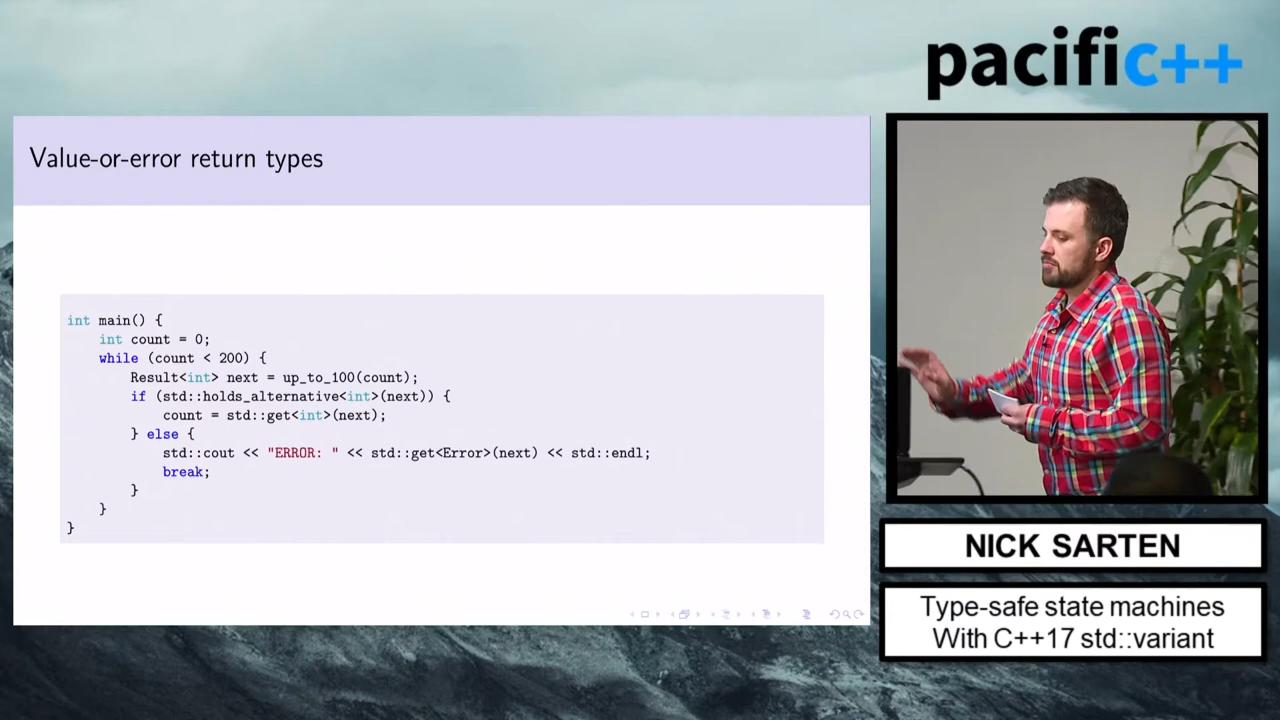 pacific++
Value-or-error return types
int main() {
    int count = 0;
    while (count < 200) {
        Result<int> next = up_to_100(count);
        if (std::holds_alternative<int>(next)) {
            count = std::get<int>(next);
        } else {
            std::cout << "ERROR: " << std::get<Error>(next) << std::endl;
            break;
        }
    }
}
NICK SARTEN
Type-safe state machines
With C++17 std::variant